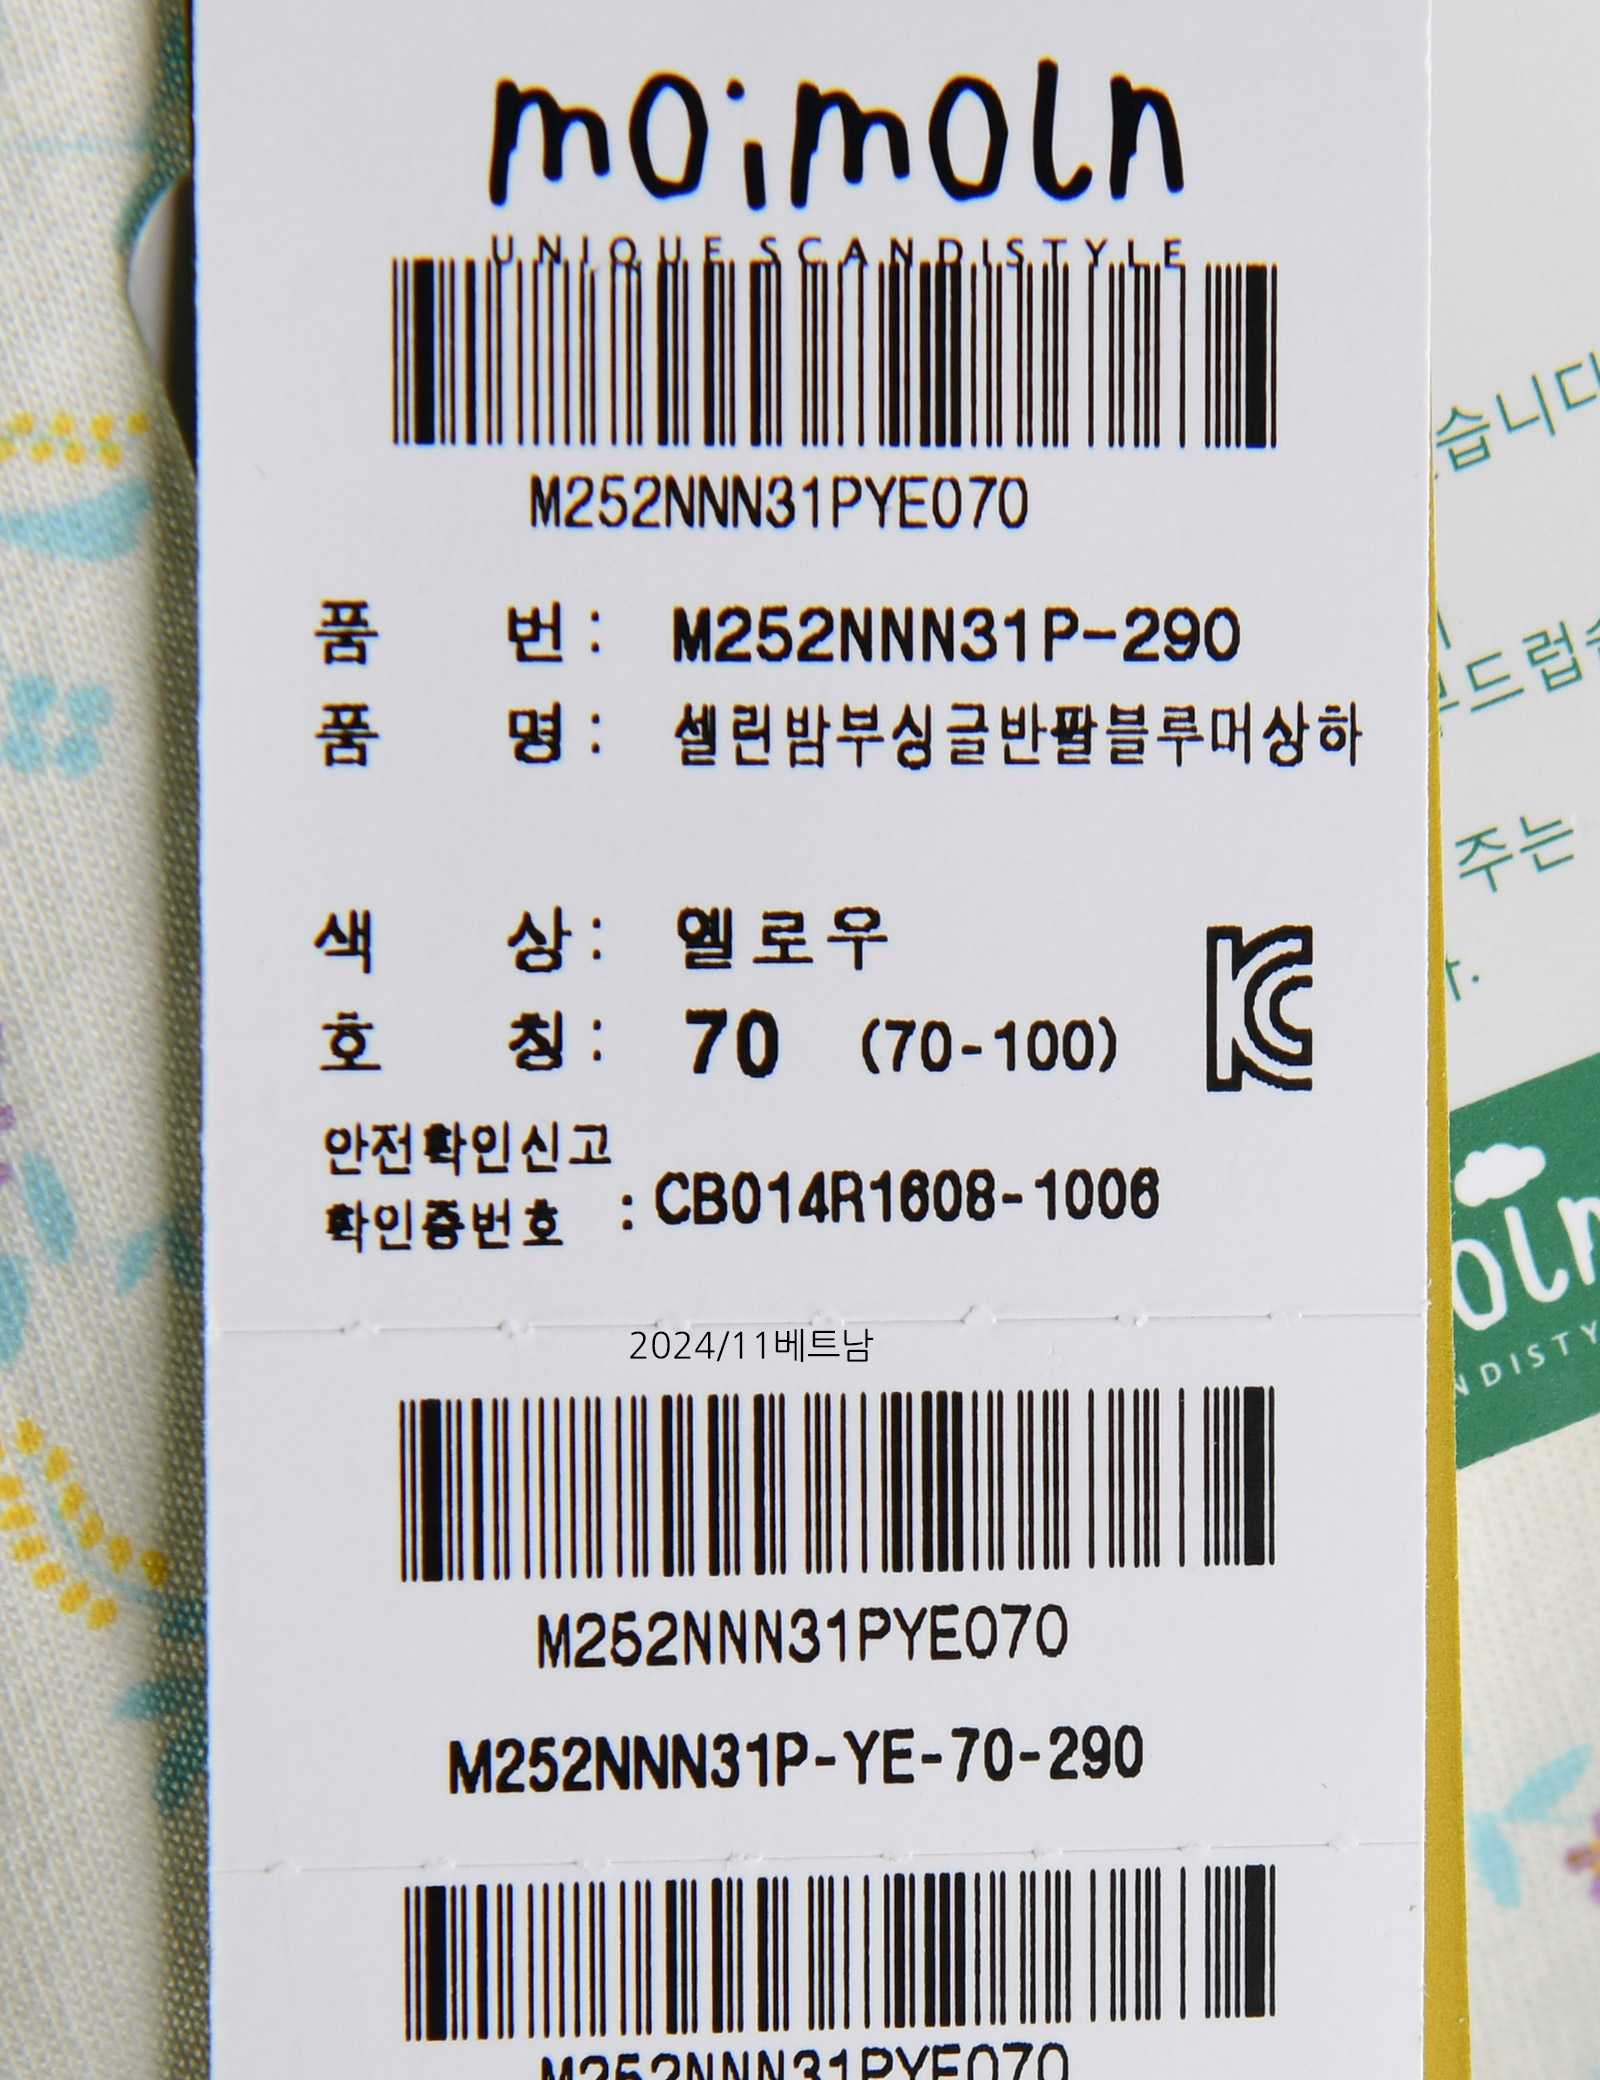 moimoln
UNIQUE SCANDISTYLE
M252NNN31PYE070
품 번 : M252NNN31P-290
품 명 : 셀린밤부싱글반팔블루머상하
색 상 : 옐로우
호 칭 : 70 (70-100)
KC
안전확인신고
확인증번호 : CB014R1608-1006
2024/11베트남
M252NNN31PYE070
M252NNN31P-YE-70-290
M252NNN31PYE070
습니다
주는